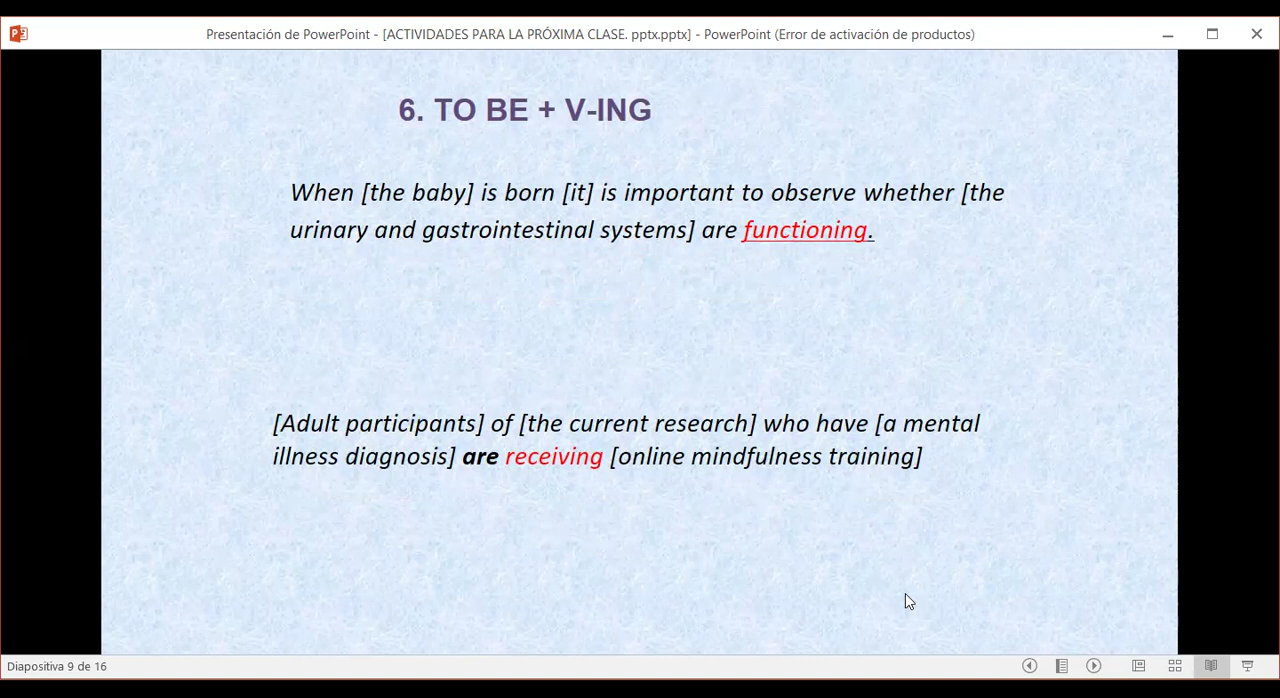 Presentación de PowerPoint - [ACTIVIDADES PARA LA PRÓXIMA CLASE. pptx.pptx] - PowerPoint (Error de activación de productos)
6. TO BE + V-ING
When [the baby] is born [it] is important to observe whether [the
urinary and gastrointestinal systems] are functioning.
[Adult participants] of [the current research] who have [a mental
illness diagnosis] are receiving [online mindfulness training]
Diapositiva 9 de 16